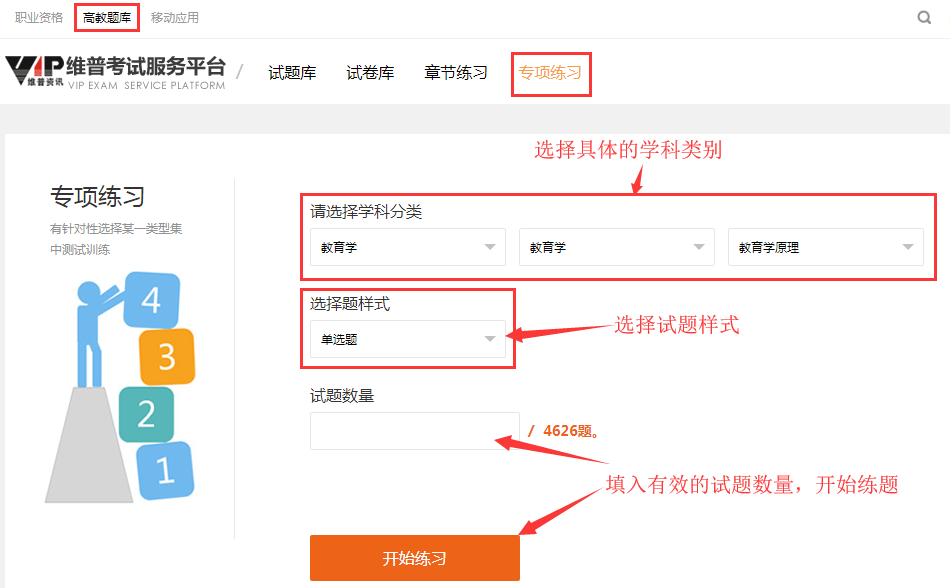 职业资格 高教题库 移动应用
VIP 维普资讯 维普考试服务平台 / 试题库 试卷库 章节练习 专项练习
VIP EXAM SERVICE PLATFORM
选择具体的学科类别
专项练习
有针对性选择某一类型集
中测试训练
4
3
2
1
请选择学科分类
教育学 教育学 教育学原理
选择题样式
单选题
选择试题样式
试题数量
/ 4626题。
填入有效的试题数量，开始练题
开始练习